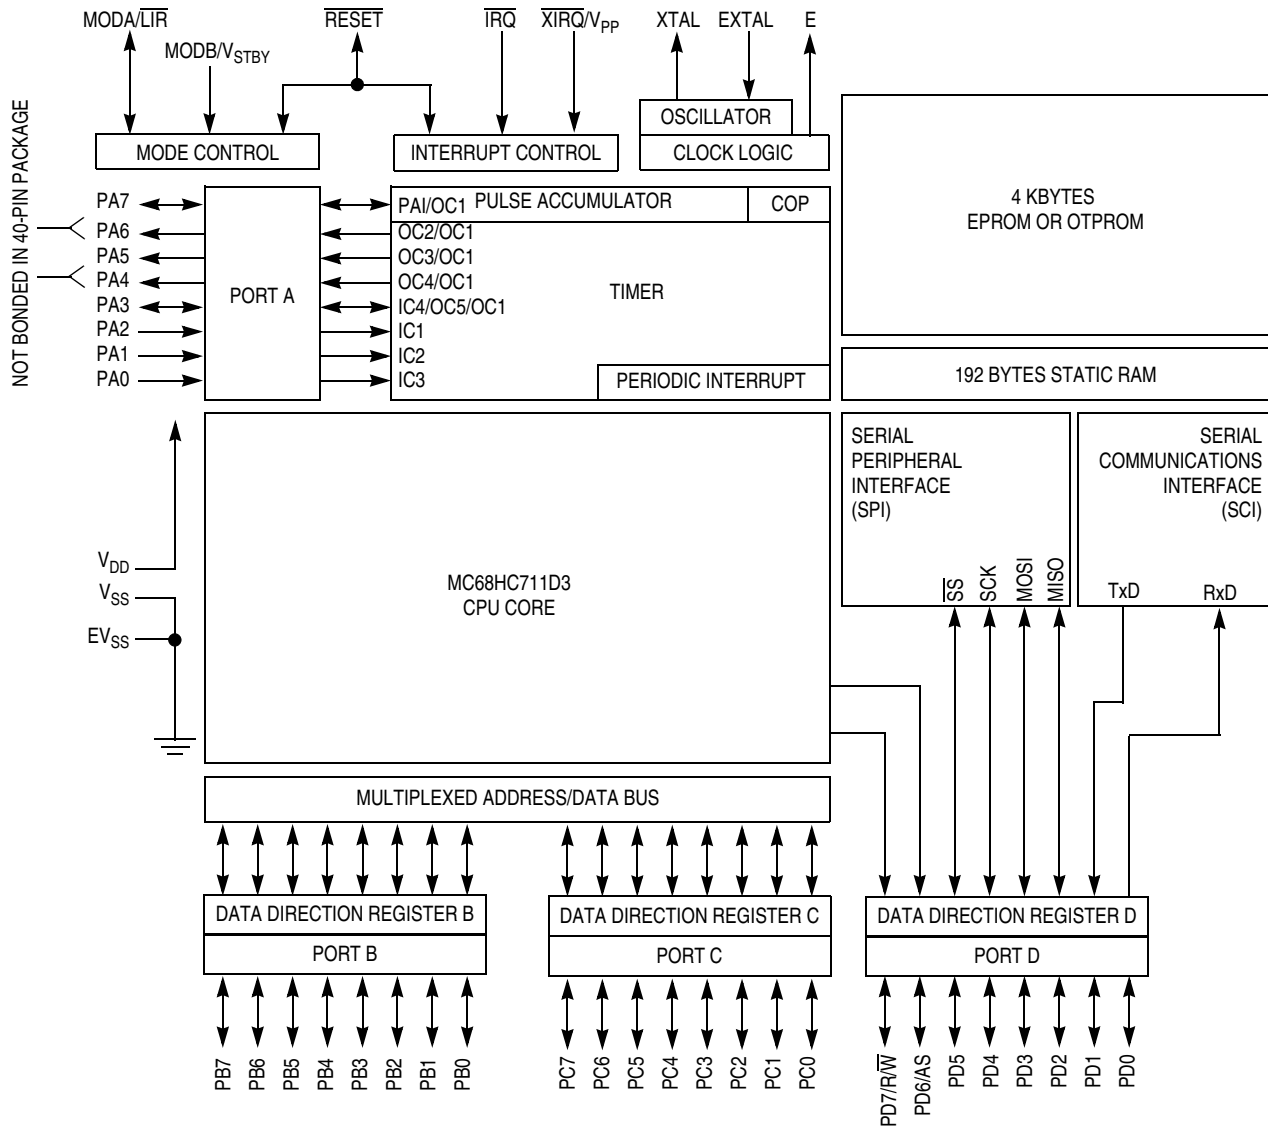 MODA/LIR
RESET
IRQ
XIRQ/VPP
XTAL
EXTAL
E
MODB/VSTBY
OSCILLATOR
MODE CONTROL
INTERRUPT CONTROL
CLOCK LOGIC
4 KBYTES
EPROM OR OTPROM
NOT BONDED IN 40-PIN PACKAGE
PA7
PA6
PA5
PA4
PA3
PA2
PA1
PA0
PORT A
PAI/OC1
OC2/OC1
OC3/OC1
OC4/OC1
IC4/OC5/OC1
IC1
IC2
IC3
PULSE ACCUMULATOR
COP
TIMER
PERIODIC INTERRUPT
192 BYTES STATIC RAM
SERIAL
PERIPHERAL
INTERFACE
(SPI)
SS
SCK
MOSI
MISO
SERIAL
COMMUNICATIONS
INTERFACE
(SCI)
TxD
RxD
VDD
VSS
EVSS
MC68HC711D3
CPU CORE
MULTIPLEXED ADDRESS/DATA BUS
DATA DIRECTION REGISTER B
PORT B
DATA DIRECTION REGISTER C
PORT C
DATA DIRECTION REGISTER D
PORT D
PB7
PB6
PB5
PB4
PB3
PB2
PB1
PB0
PC7
PC6
PC5
PC4
PC3
PC2
PC1
PC0
PD7/R/W
PD6/AS
PD5
PD4
PD3
PD2
PD1
PD0